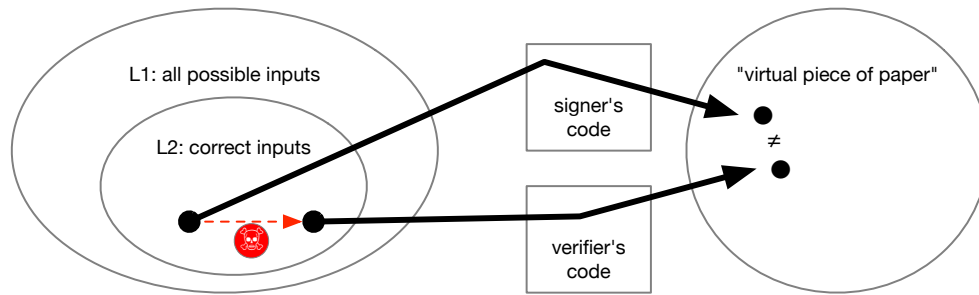 L1: all possible inputs
L2: correct inputs
signer's
code
"virtual piece of paper"
≠
verifier's
code